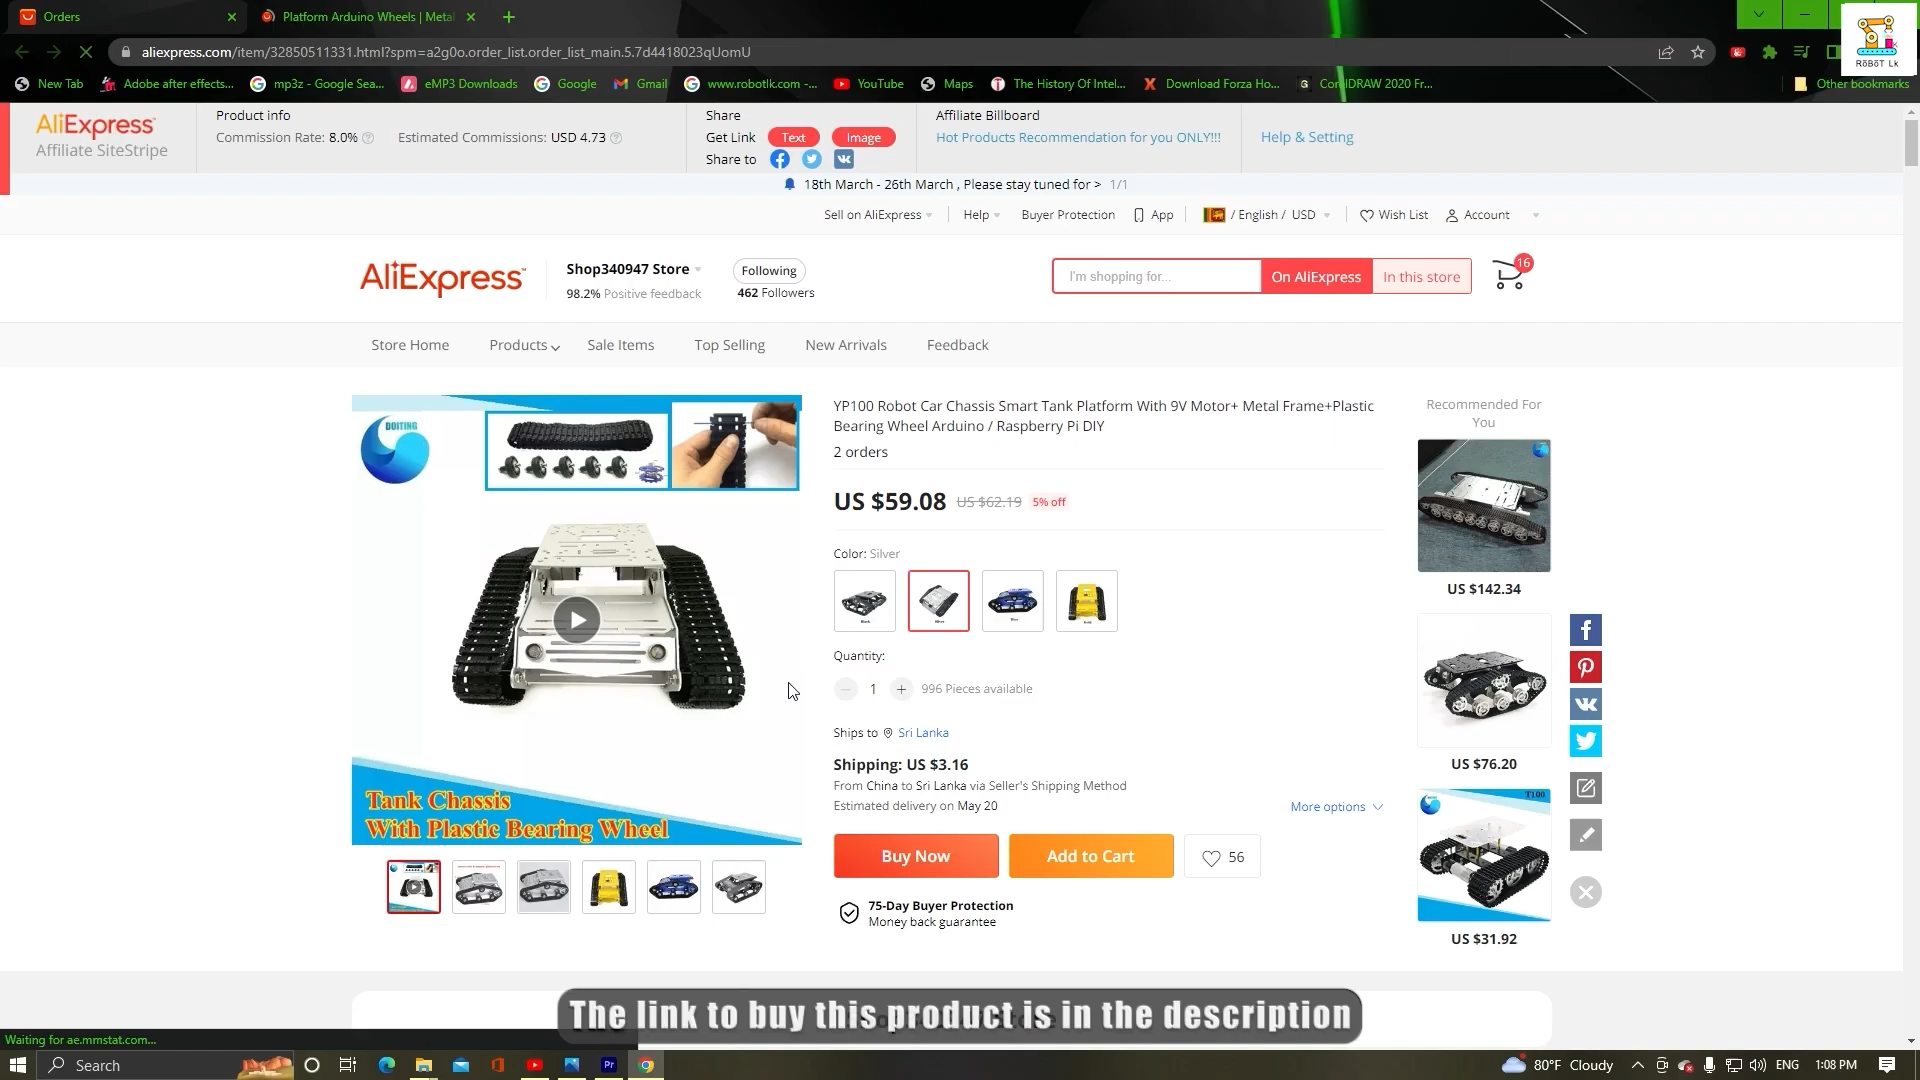 Orders
Platform Arduino Wheels | Metal
aliexpress.com/item/32850511331.html?spm=a2g0o.order_list.order_list_main.5.7d4418023qUomU
RöBöT Lk
New Tab
Adobe after effects...
mp3z - Google Sea...
eMP3 Downloads
Google
Gmail
www.robotlk.com -...
YouTube
Maps
The History Of Intel...
Download Forza Ho...
CorelDRAW 2020 Fr...
Other bookmarks
AliExpress
Affiliate SiteStripe
Product info
Commission Rate: 8.0%
Estimated Commissions: USD 4.73
Share
Get Link Text Image
Share to
Affiliate Billboard
Hot Products Recommendation for you ONLY!!!
Help & Setting
18th March - 26th March , Please stay tuned for > 1/1
Sell on AliExpress
Help
Buyer Protection
App
/ English / USD
Wish List
Account
AliExpress
Shop340947 Store
98.2% Positive feedback
Following
462 Followers
I'm shopping for...
On AliExpress
In this store
16
Store Home
Products
Sale Items
Top Selling
New Arrivals
Feedback
DOITING
Tank Chassis
With Plastic Bearing Wheel
YP100 Robot Car Chassis Smart Tank Platform With 9V Motor+ Metal Frame+Plastic
Bearing Wheel Arduino / Raspberry Pi DIY
2 orders
US $59.08 US $62.19 5% off
Color: Silver
Quantity:
1
996 Pieces available
Ships to Sri Lanka
Shipping: US $3.16
From China to Sri Lanka via Seller's Shipping Method
Estimated delivery on May 20
More options
Buy Now
Add to Cart
56
75-Day Buyer Protection
Money back guarantee
Recommended For
You
US $142.34
US $76.20
T100
US $31.92
The link to buy this product is in the description
Waiting for ae.mmstat.com...
Search
80°F Cloudy
ENG
1:08 PM